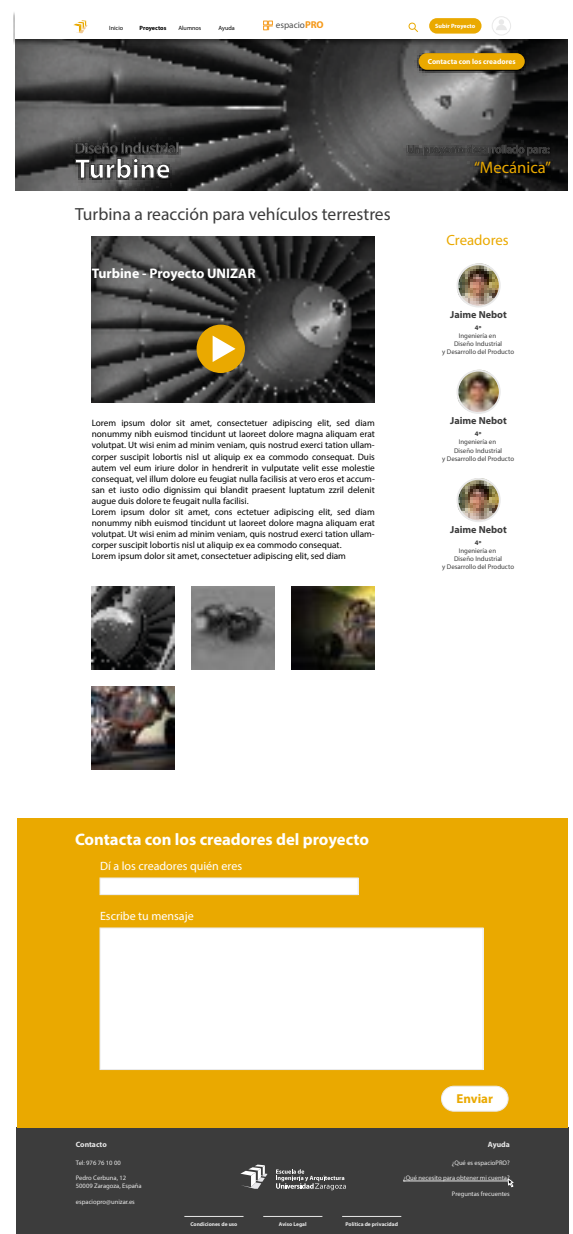 Inicio Proyectos Alumnos Ayuda espacioPRO Subir Proyecto
Contacta con los creadores
Diseño Industrial
Turbine
Un proyecto desarrollado para:
“Mecánica”
Turbina a reacción para vehículos terrestres
Turbine - Proyecto UNIZAR
Lorem ipsum dolor sit amet, consectetuer adipiscing elit, sed diam
nonummy nibh euismod tincidunt ut laoreet dolore magna aliquam erat
volutpat. Ut wisi enim ad minim veniam, quis nostrud exerci tation ullam-
corper suscipit lobortis nisl ut aliquip ex ea commodo consequat. Duis
autem vel eum iriure dolor in hendrerit in vulputate velit esse molestie
consequat, vel illum dolore eu feugiat nulla facilisis at vero eros et accum-
san et iusto odio dignissim qui blandit praesent luptatum zzril delenit
augue duis dolore te feugait nulla facilisi.
Lorem ipsum dolor sit amet, cons ectetuer adipiscing elit, sed diam
nonummy nibh euismod tincidunt ut laoreet dolore magna aliquam erat
volutpat. Ut wisi enim ad minim veniam, quis nostrud exerci tation ullam-
corper suscipit lobortis nisl ut aliquip ex ea commodo consequat.
Lorem ipsum dolor sit amet, consectetuer adipiscing elit, sed diam
Creadores
Jaime Nebot
4º
Ingeniería en
Diseño Industrial
y Desarrollo del Producto
Jaime Nebot
4º
Ingeniería en
Diseño Industrial
y Desarrollo del Producto
Jaime Nebot
4º
Ingeniería en
Diseño Industrial
y Desarrollo del Producto
Contacta con los creadores del proyecto
Dí a los creadores quién eres
Escribe tu mensaje
Enviar
Contacto
Tel: 976 76 10 00
Pedro Cerbuna, 12
50009 Zaragoza, España
espaciopro@unizar.es
Escuela de
Ingeniería y Arquitectura
Universidad Zaragoza
Ayuda
¿Qué es espacioPRO?
¿Qué necesito para obtener mi cuenta?
Preguntas frecuentes
Condiciones de uso Aviso Legal Política de privacidad